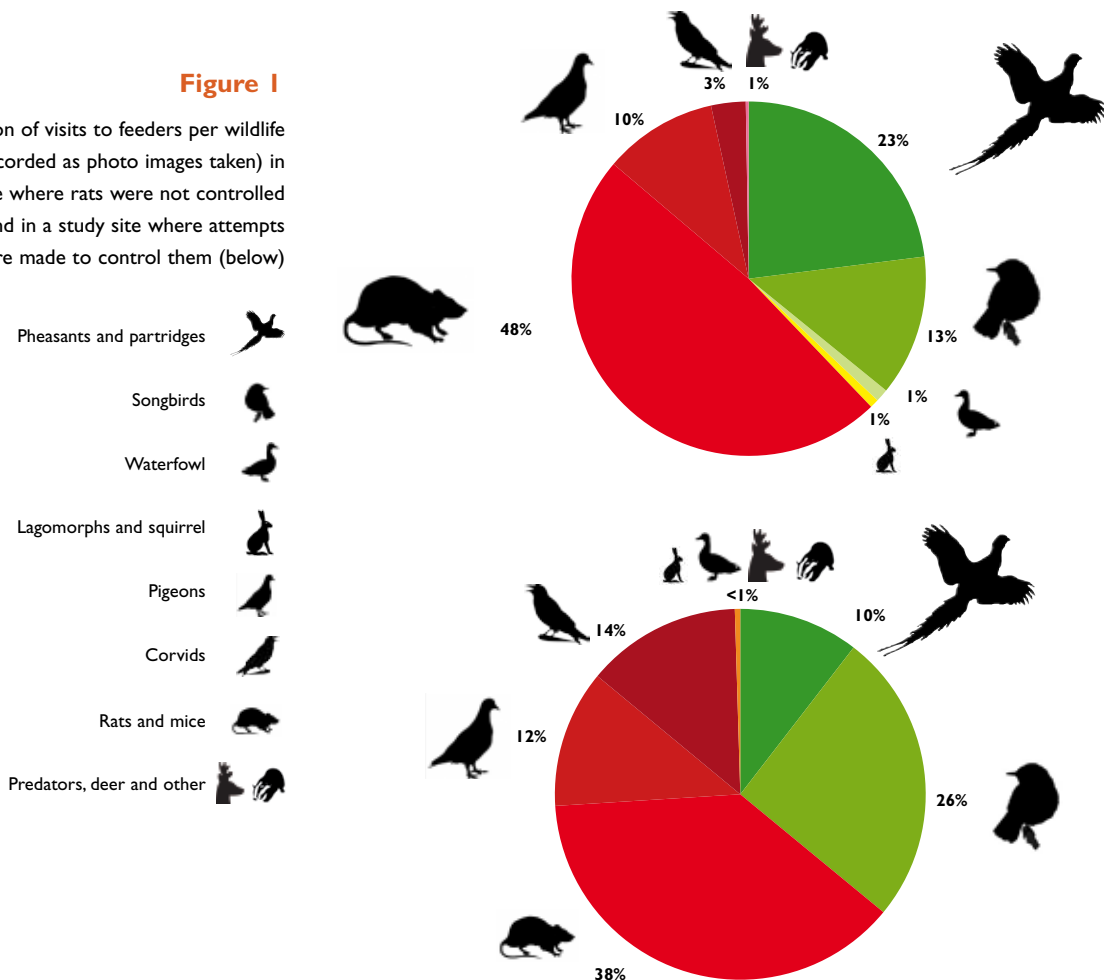 Figure 1
on of visits to feeders per wildlife
corded as photo images taken) in
e where rats were not controlled
nd in a study site where attempts
re made to control them (below)
Pheasants and partridges
Songbirds
Waterfowl
Lagomorphs and squirrel
Pigeons
Corvids
Rats and mice
Predators, deer and other
3%
1%
10%
23%
48%
13%
1%
1%
<1%
14%
10%
12%
26%
38%